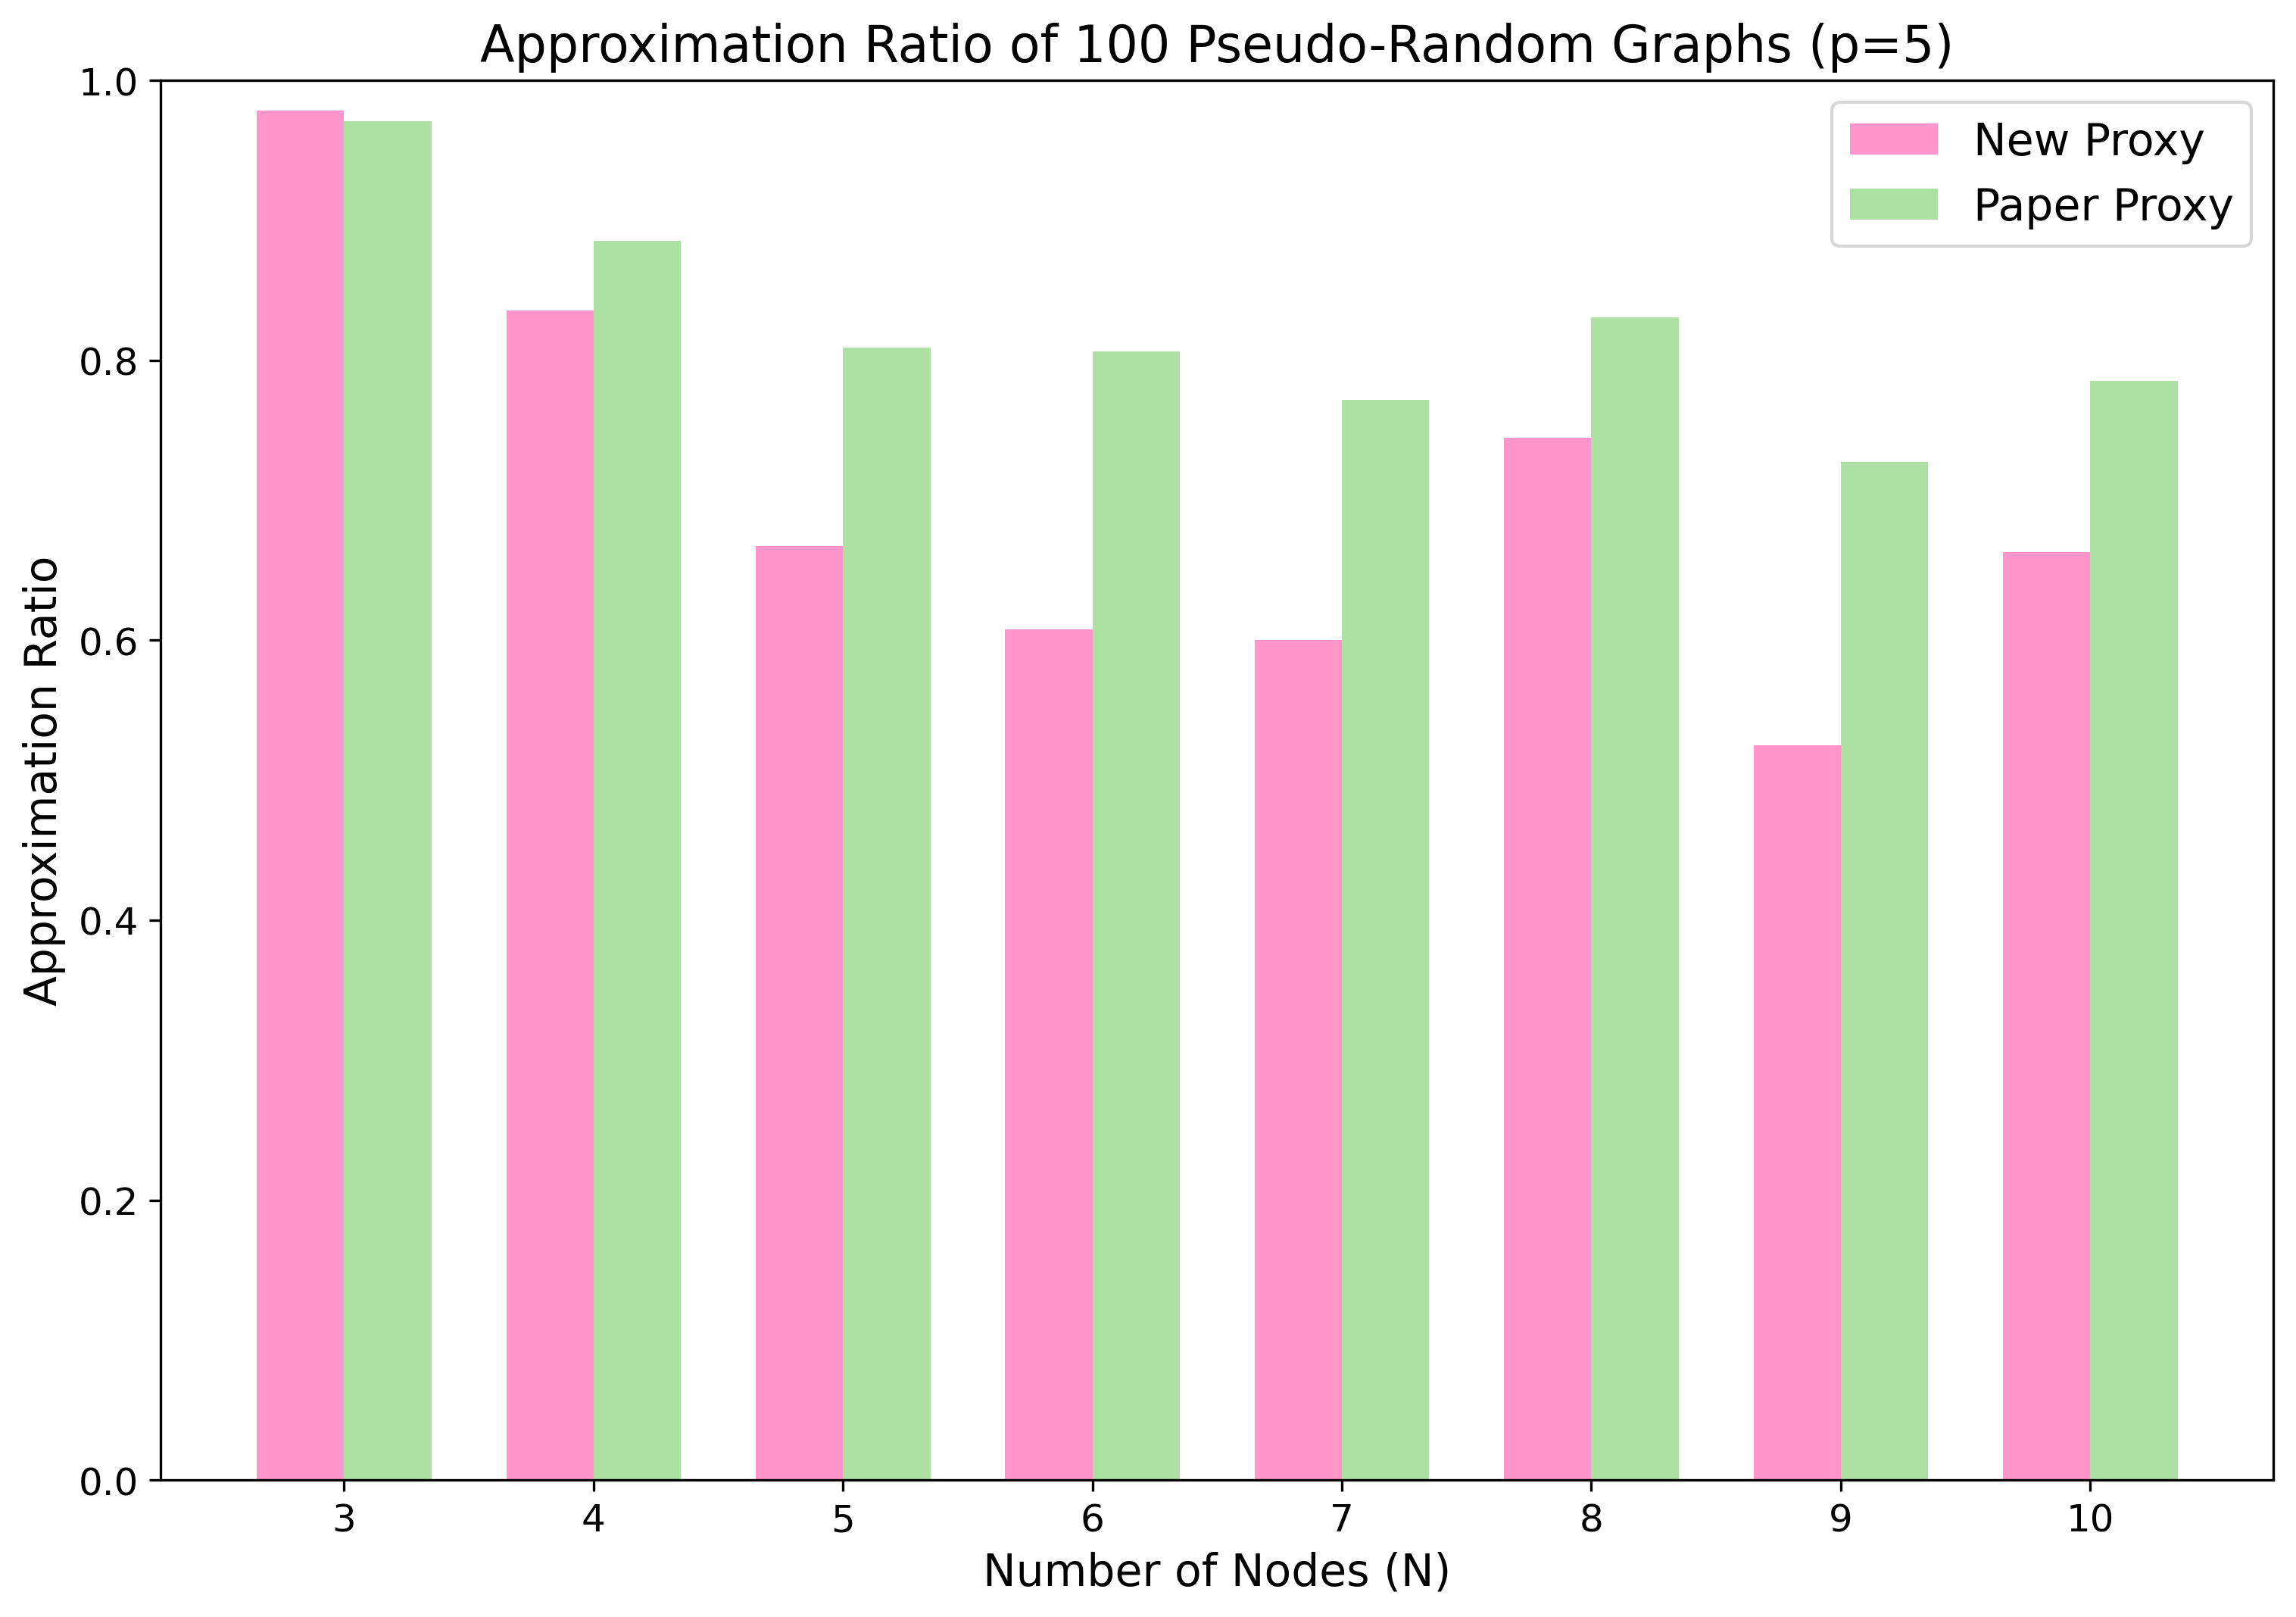 Approximation Ratio of 100 Pseudo-Random Graphs (p=5)
New Proxy
Paper Proxy
Approximation Ratio
1.0
0.8
0.6
0.4
0.2
0.0
3 4 5 6 7 8 9 10
Number of Nodes (N)